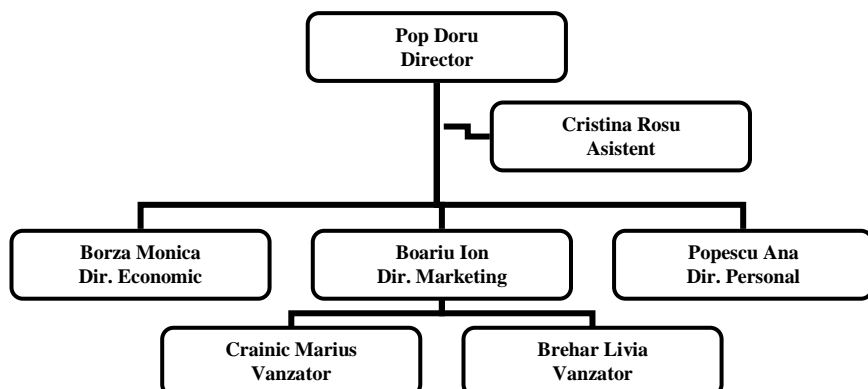 Pop Doru
Director
Cristina Rosu
Asistent
Borza Monica
Dir. Economic
Boariu Ion
Dir. Marketing
Popescu Ana
Dir. Personal
Crainic Marius
Vanzator
Brehar Livia
Vanzator